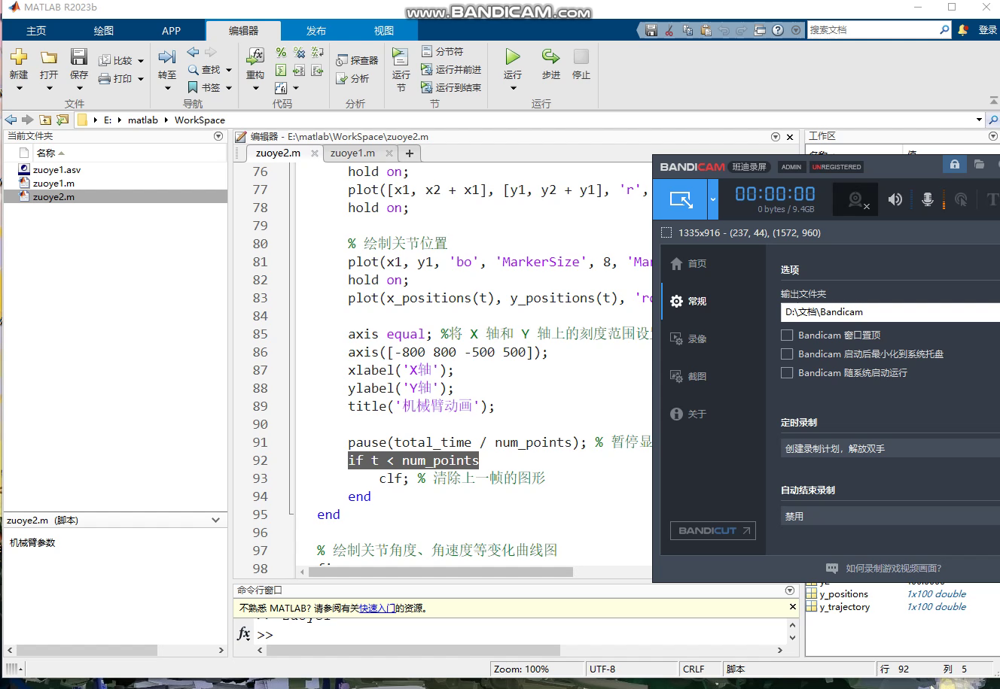 MATLAB R2023b
www.BANDICAM.com
主页 绘图 APP 编辑器 发布 视图
搜索文档 登录
新建 打开 保存 比较 打印
转至 查找 书签
重构
探查器 分析
运行节 分节符 运行并前进 运行到结束
运行 步进 停止
文件 导航 代码 分析 节 运行
E: matlab WorkSpace
当前文件夹
名称
zuoye1.asv
zuoye1.m
zuoye2.m
zuoye2.m (脚本)
机械臂参数
编辑器 - E:\matlab\WorkSpace\zuoye2.m
zuoye2.m zuoye1.m
76 hold on;
77 plot([x1, x2 + x1], [y1, y2 + y1], 'r',
78 hold on;
79
80 % 绘制关节位置
81 plot(x1, y1, 'bo', 'MarkerSize', 8, 'Mar
82 hold on;
83 plot(x_positions(t), y_positions(t), 'ro
84
85 axis equal; %将 X 轴和 Y 轴上的刻度范围设置
86 axis([-800 800 -500 500]);
87 xlabel('X轴');
88 ylabel('Y轴');
89 title('机械臂动画');
90
91 pause(total_time / num_points); % 暂停显
92 if t < num_points
93 clf; % 清除上一帧的图形
94 end
95 end
96
97 % 绘制关节角度、角速度等变化曲线图
98
命令行窗口
不熟悉 MATLAB? 请参阅有关快速入门的资源。
fx >>
工作区
名称 值
BANDICAM 班迪录屏 ADMIN UNREGISTERED
00:00:00
0 bytes / 9.4GB
1335x916 - (237, 44), (1572, 960)
首页
常规
录像
截图
关于
BANDICUT
选项
输出文件夹
D:\文档\Bandicam
Bandicam 窗口置顶
Bandicam 启动后最小化到系统托盘
Bandicam 随系统启动运行
定时录制
创建录制计划，解放双手
自动结束录制
禁用
如何录制游戏视频画面?
y_positions 1x100 double
y_trajectory 1x100 double
Zoom: 100% UTF-8 CRLF 脚本 行 92 列 5